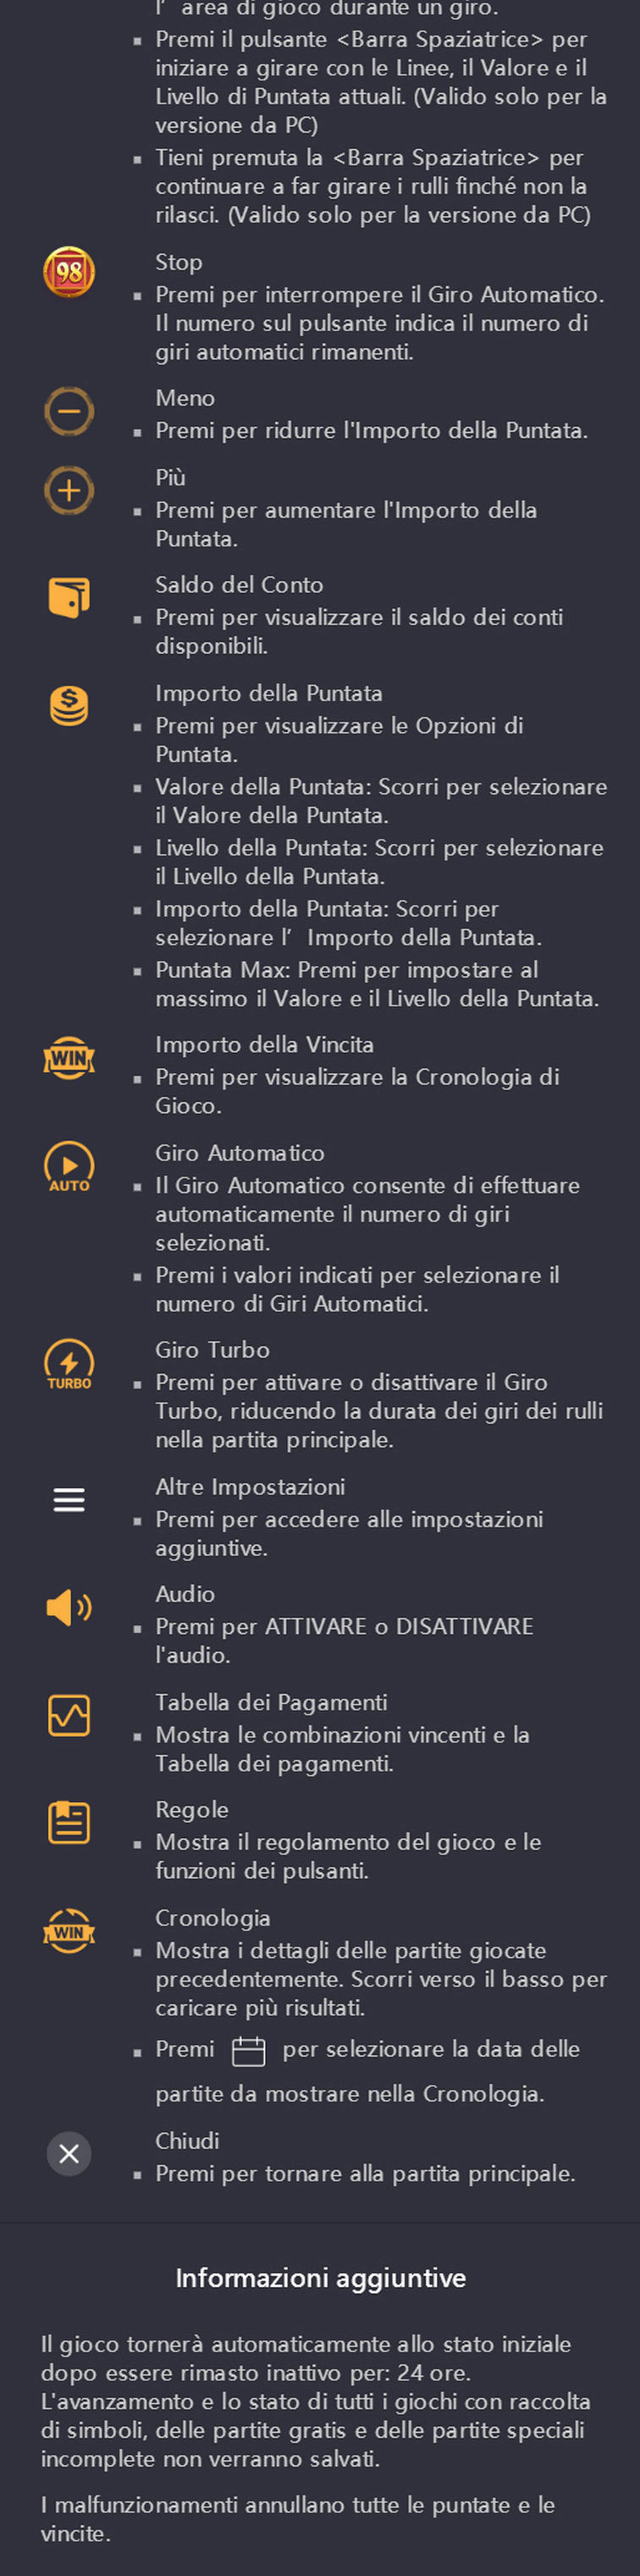 l’ area di gioco durante un giro.
Premi il pulsante <Barra Spaziatrice> per
iniziare a girare con le Linee, il Valore e il
Livello di Puntata attuali. (Valido solo per la
versione da PC)
Tieni premuta la <Barra Spaziatrice> per
continuare a far girare i rulli finché non la
rilasci. (Valido solo per la versione da PC)
98
Stop
Premi per interrompere il Giro Automatico.
Il numero sul pulsante indica il numero di
giri automatici rimanenti.
Meno
Premi per ridurre l'Importo della Puntata.
Più
Premi per aumentare l'Importo della
Puntata.
Saldo del Conto
Premi per visualizzare il saldo dei conti
disponibili.
Importo della Puntata
Premi per visualizzare le Opzioni di
Puntata.
Valore della Puntata: Scorri per selezionare
il Valore della Puntata.
Livello della Puntata: Scorri per selezionare
il Livello della Puntata.
Importo della Puntata: Scorri per
selezionare l’ Importo della Puntata.
Puntata Max: Premi per impostare al
massimo il Valore e il Livello della Puntata.
WIN
Importo della Vincita
Premi per visualizzare la Cronologia di
Gioco.
AUTO
Giro Automatico
Il Giro Automatico consente di effettuare
automaticamente il numero di giri
selezionati.
Premi i valori indicati per selezionare il
numero di Giri Automatici.
TURBO
Giro Turbo
Premi per attivare o disattivare il Giro
Turbo, riducendo la durata dei giri dei rulli
nella partita principale.
Altre Impostazioni
Premi per accedere alle impostazioni
aggiuntive.
Audio
Premi per ATTIVARE o DISATTIVARE
l'audio.
Tabella dei Pagamenti
Mostra le combinazioni vincenti e la
Tabella dei pagamenti.
Regole
Mostra il regolamento del gioco e le
funzioni dei pulsanti.
WIN
Cronologia
Mostra i dettagli delle partite giocate
precedentemente. Scorri verso il basso per
caricare più risultati.
Premi per selezionare la data delle
partite da mostrare nella Cronologia.
Chiudi
Premi per tornare alla partita principale.
Informazioni aggiuntive
Il gioco tornerà automaticamente allo stato iniziale
dopo essere rimasto inattivo per: 24 ore.
L'avanzamento e lo stato di tutti i giochi con raccolta
di simboli, delle partite gratis e delle partite speciali
incomplete non verranno salvati.
I malfunzionamenti annullano tutte le puntate e le
vincite.